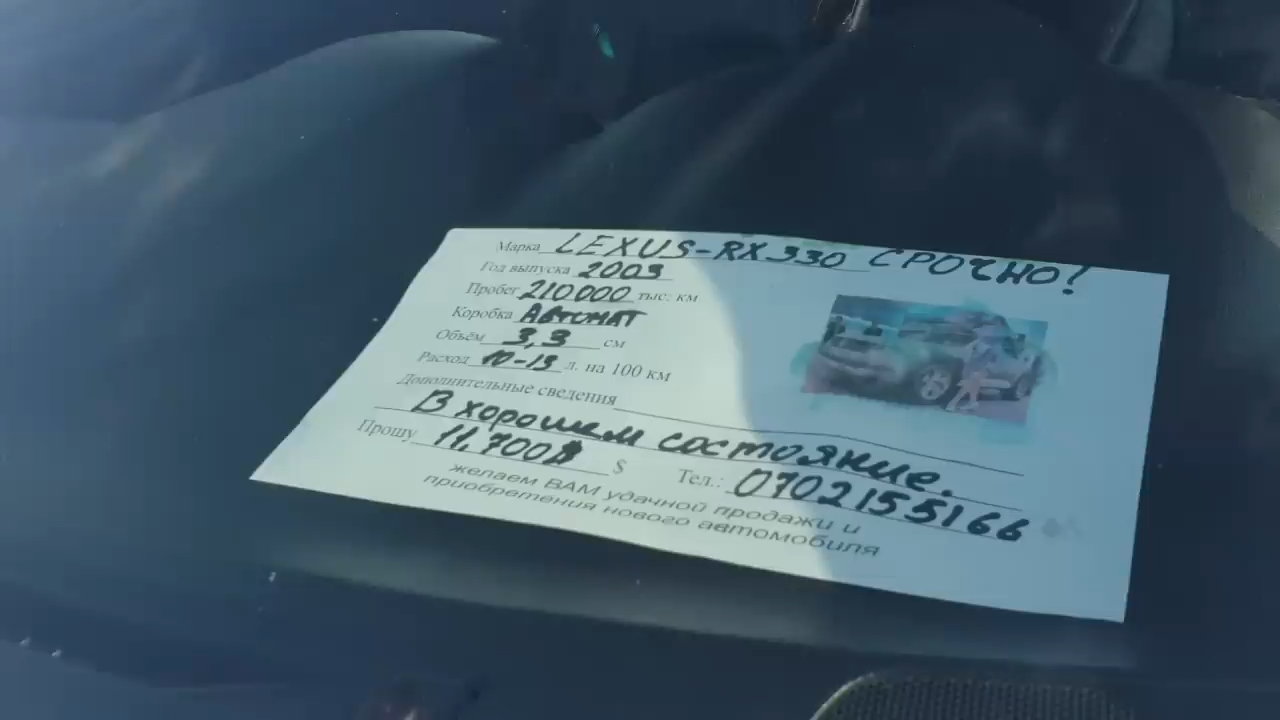 Марка LEXUS-RX330 СРОЧНО!
Год выпуска 2003
Пробег 210000 тыс. км
Коробка АВТОМАТ
Объём 3,3 см
Расход 10-13 л. на 100 км
Дополнительные сведения
В хорошем состояние.
Прошу 11.700$ $ Тел.: 0702155166
желаем ВАМ удачной продажи и
приобретения нового автомобиля